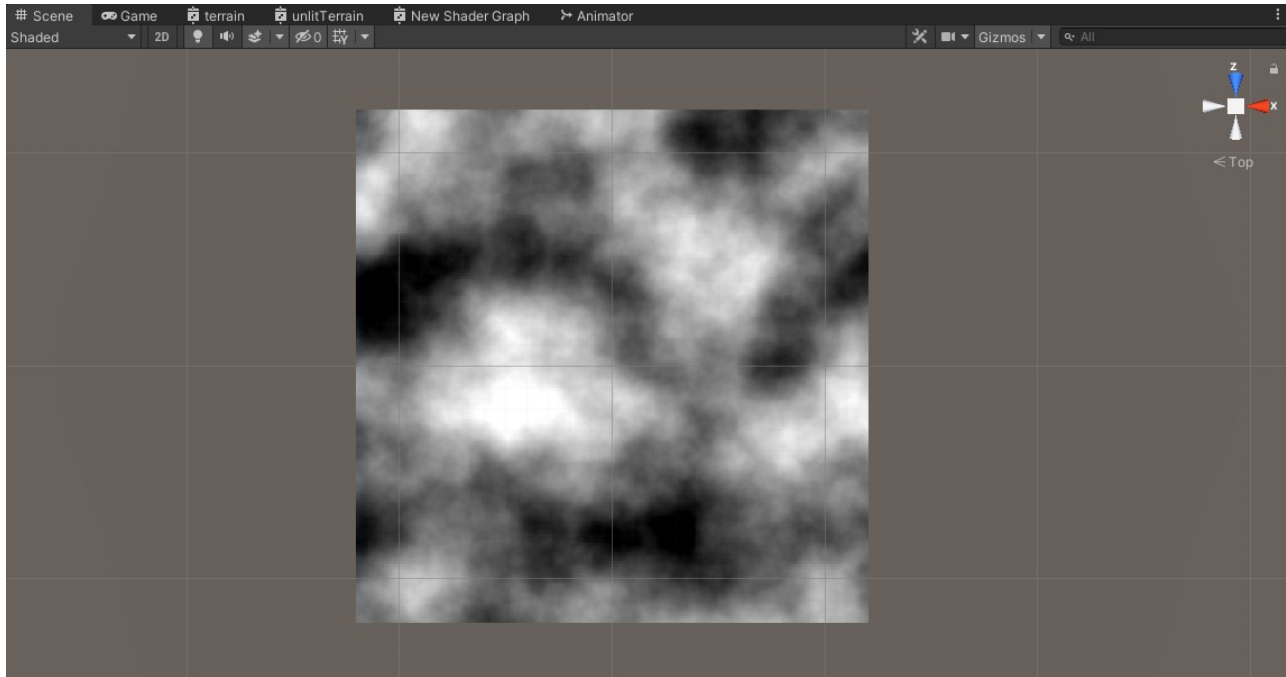 Scene Game terrain unlitTerrain New Shader Graph Animator
Shaded 2D 0 Gizmos All
z
x
Top